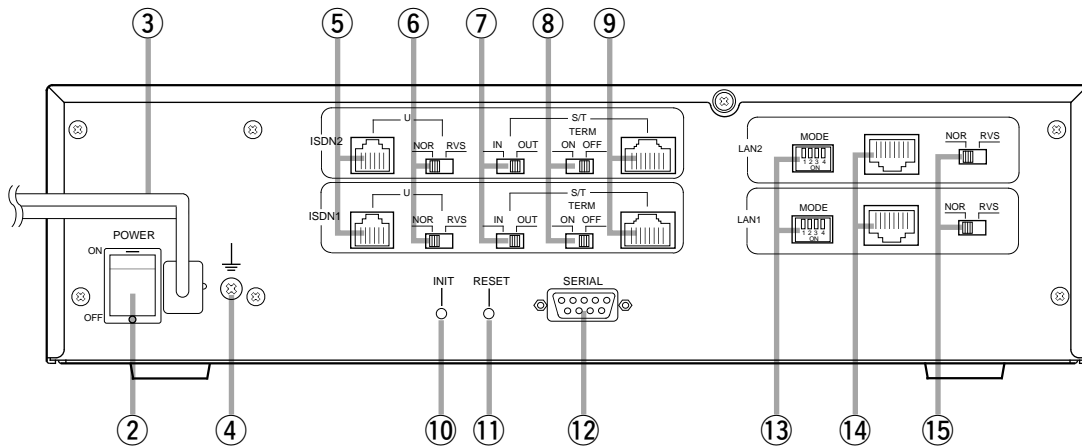 ③ ⑤ ⑥ ⑦ ⑧ ⑨
ISDN2
U
NOR RVS
S/T
IN OUT
TERM
ON OFF
ISDN1
U
NOR RVS
S/T
IN OUT
TERM
ON OFF
LAN2
MODE
1 2 3 4
ON
NOR RVS
LAN1
MODE
1 2 3 4
ON
NOR RVS
POWER
ON
OFF
INIT RESET SERIAL
② ④ ⑩ ⑪ ⑫ ⑬ ⑭ ⑮